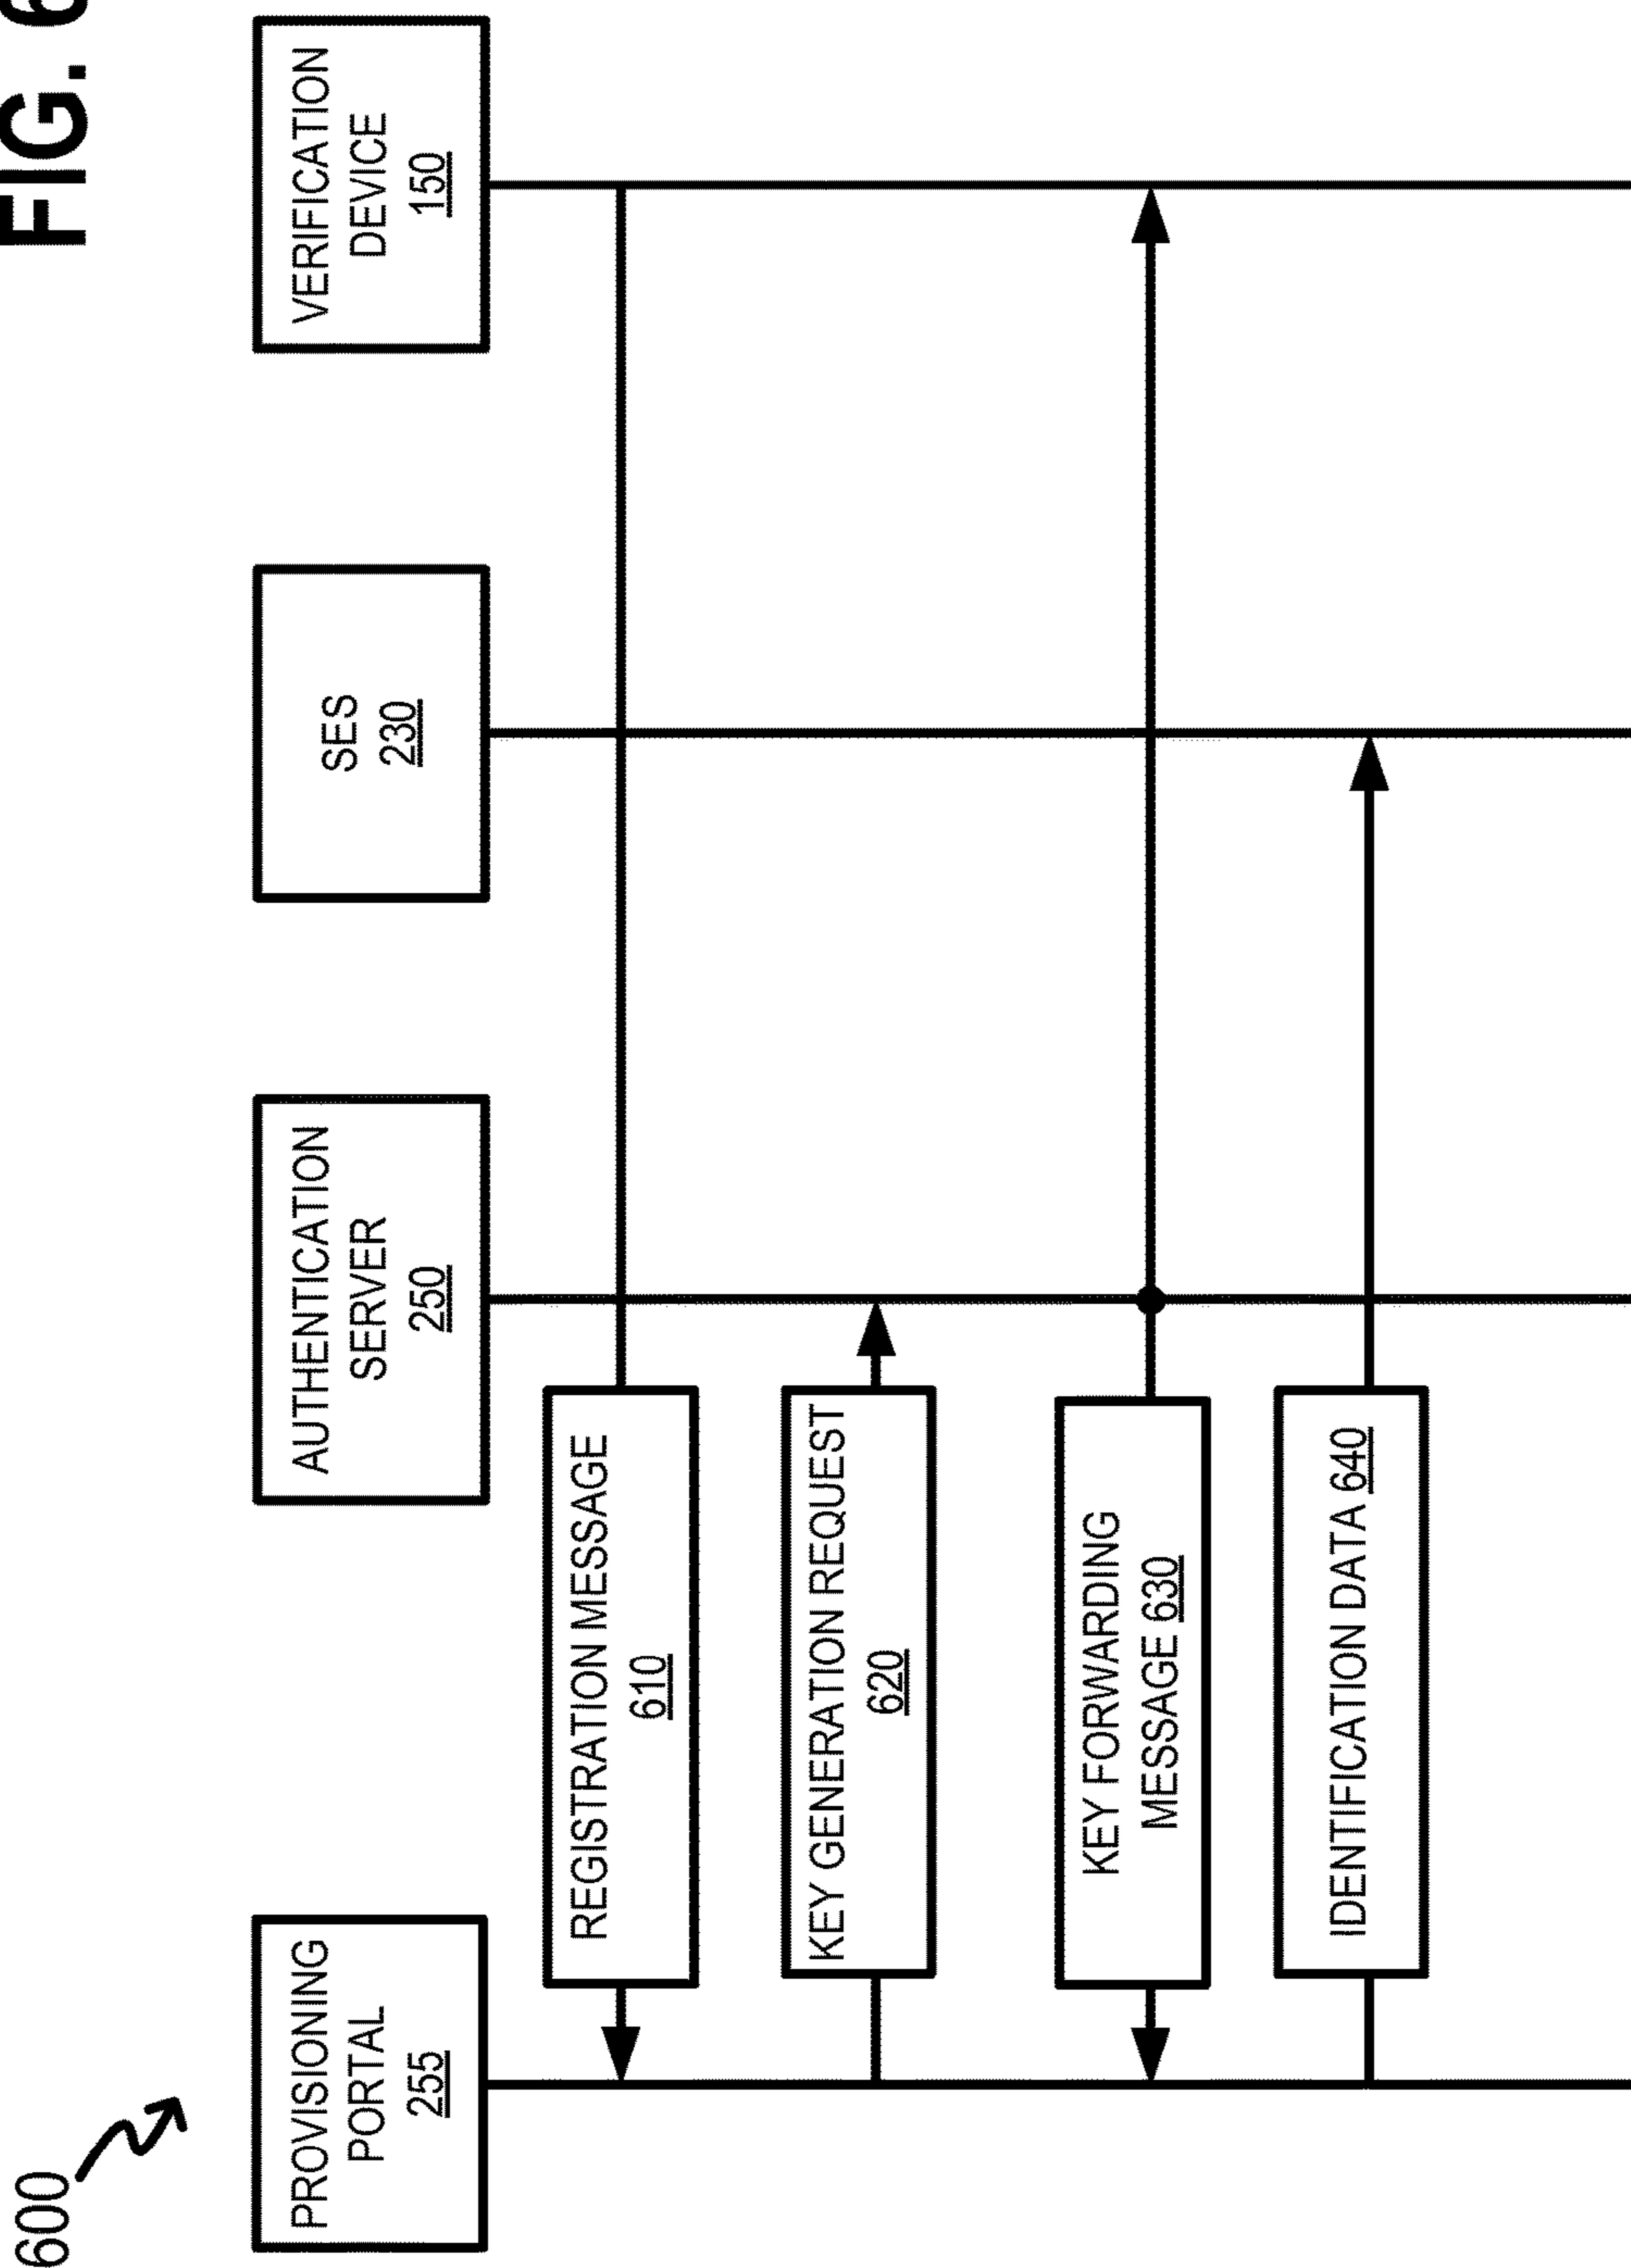 FIG. 6
600
PROVISIONING
PORTAL
255
AUTHENTICATION
SERVER
250
SES
230
VERIFICATION
DEVICE
150
REGISTRATION MESSAGE
610
KEY GENERATION REQUEST
620
KEY FORWARDING
MESSAGE 630
IDENTIFICATION DATA 640